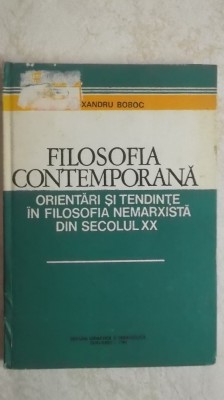 XANDRU BOBOC
FILOSOFIA
CONTEMPORANĂ
ORIENTĂRI ȘI TENDINȚE
ÎN FILOSOFIA NEMARXISTĂ
DIN SECOLUL XX